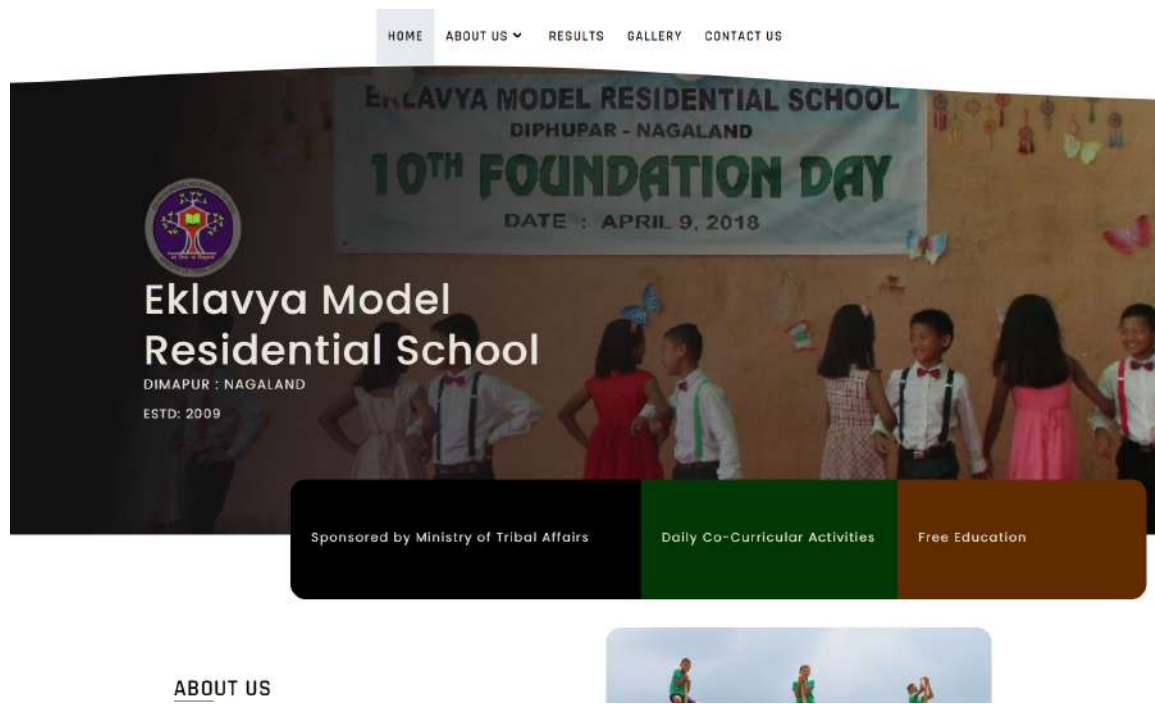 HOME ABOUT US RESULTS GALLERY CONTACT US
EKLAVYA MODEL RESIDENTIAL SCHOOL
DIPHUPAR - NAGALAND
10TH FOUNDATION DAY
DATE : APRIL 9, 2018
Eklavya Model
Residential School
DIMAPUR : NAGALAND
ESTD: 2009
Sponsored by Ministry of Tribal Affairs
Daily Co-Curricular Activities
Free Education
ABOUT US